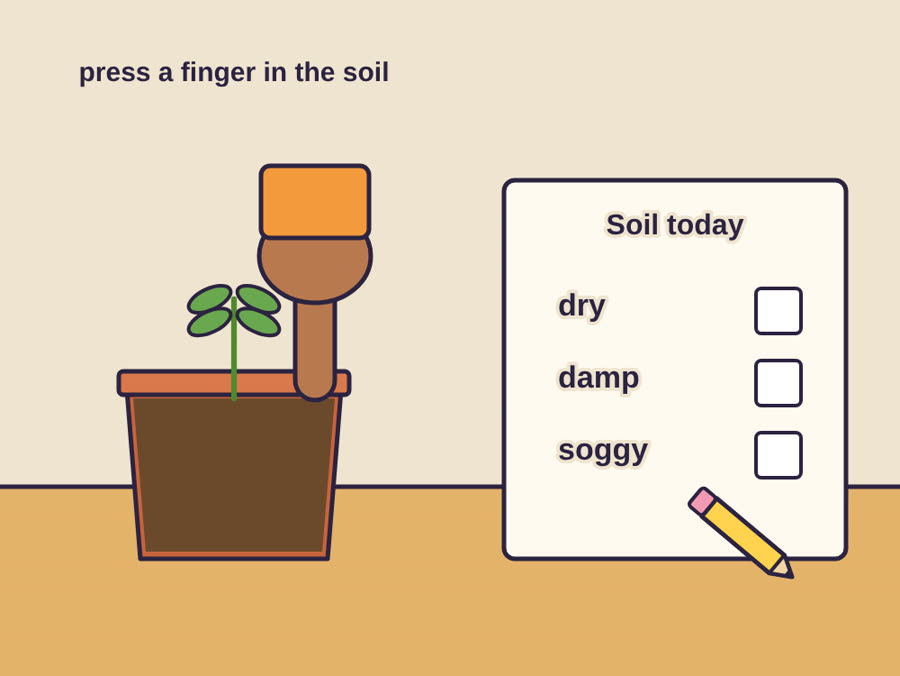 press a finger in the soil
Soil today
dry
damp
soggy